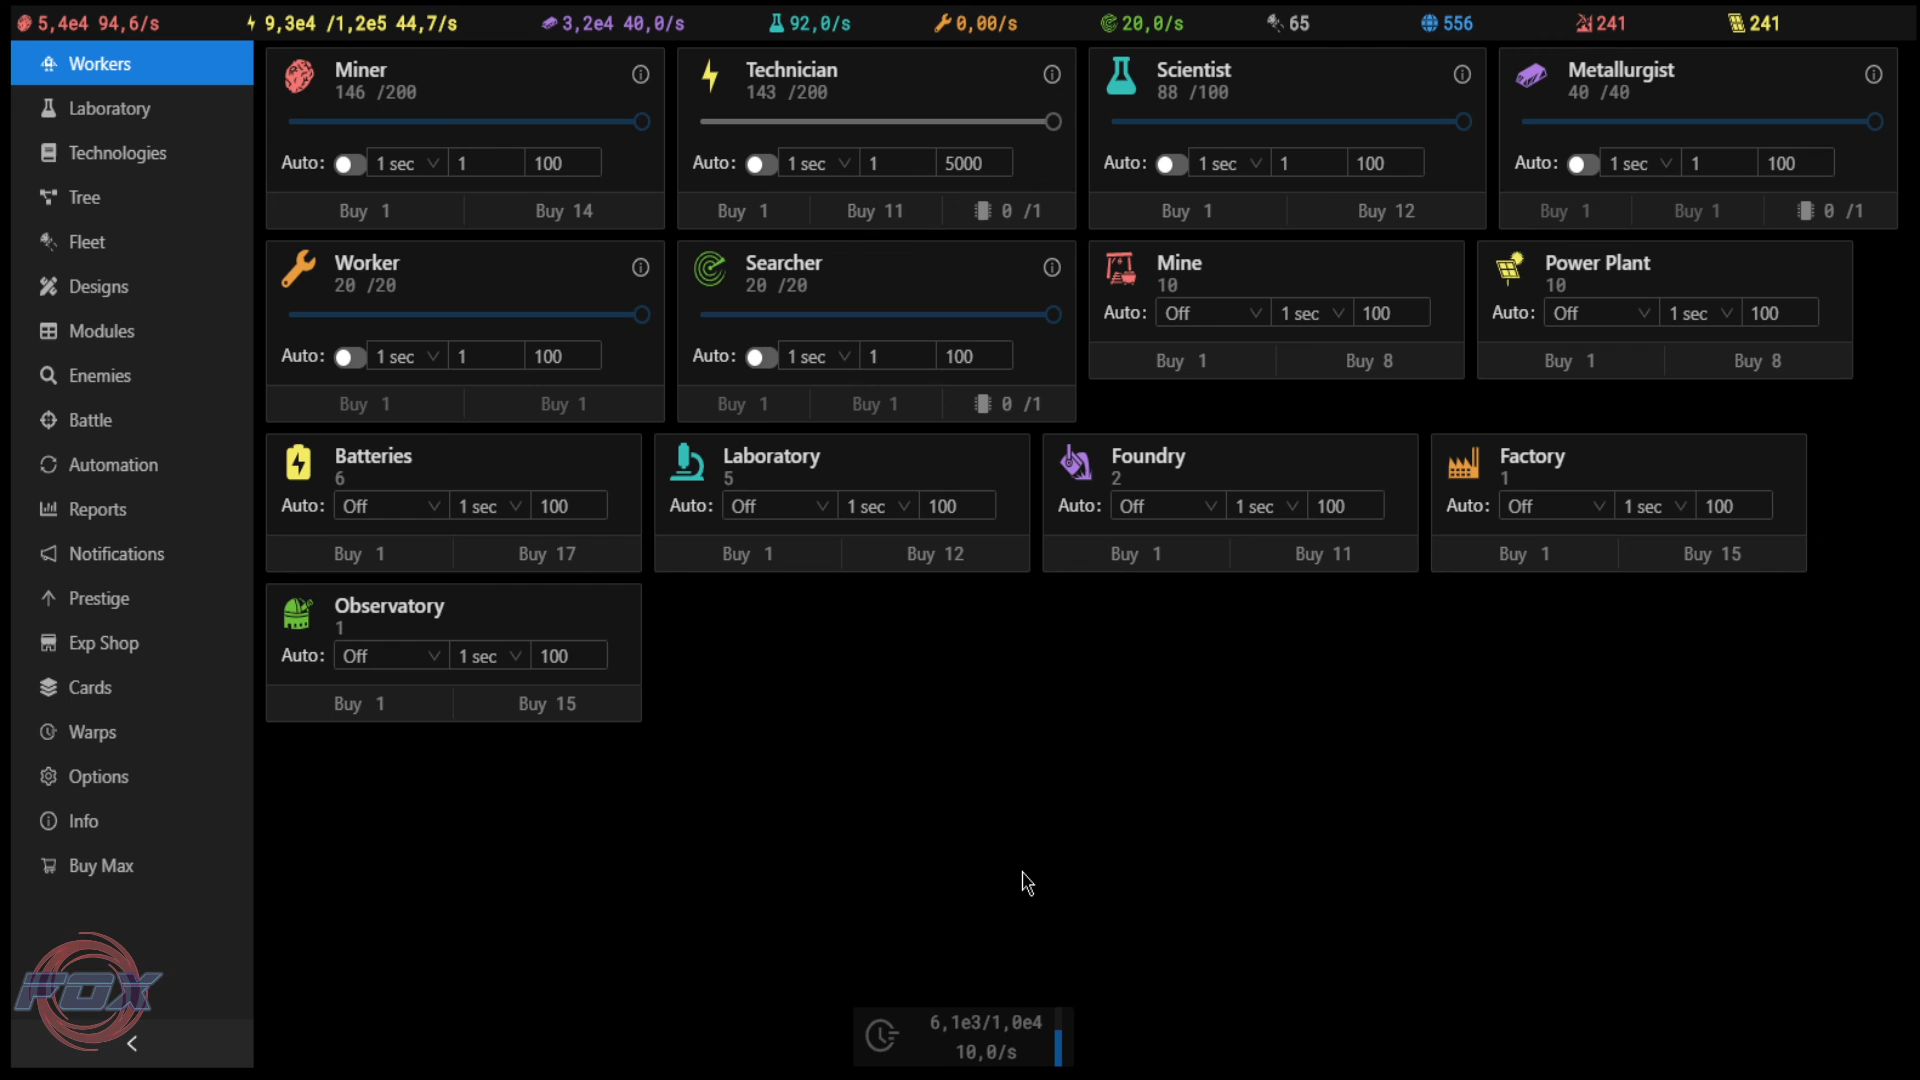 5,4e4 94,6/s 9,3e4 /1,2e5 44,7/s 3,2e4 40,0/s 92,0/s 0,00/s 20,0/s 65 556 241 241
Workers
Laboratory
Technologies
Tree
Fleet
Designs
Modules
Enemies
Battle
Automation
Reports
Notifications
Prestige
Exp Shop
Cards
Warps
Options
Info
Buy Max
FOX
Miner
146 /200
Auto: 1 sec 1 100
Buy 1 Buy 14
Technician
143 /200
Auto: 1 sec 1 5000
Buy 1 Buy 11 0 /1
Scientist
88 /100
Auto: 1 sec 1 100
Buy 1 Buy 12
Metallurgist
40 /40
Auto: 1 sec 1 100
Buy 1 Buy 1 0 /1
Worker
20 /20
Auto: 1 sec 1 100
Buy 1 Buy 1
Searcher
20 /20
Auto: 1 sec 1 100
Buy 1 Buy 1 0 /1
Mine
10
Auto: Off 1 sec 100
Buy 1 Buy 8
Power Plant
10
Auto: Off 1 sec 100
Buy 1 Buy 8
Batteries
6
Auto: Off 1 sec 100
Buy 1 Buy 17
Laboratory
5
Auto: Off 1 sec 100
Buy 1 Buy 12
Foundry
2
Auto: Off 1 sec 100
Buy 1 Buy 11
Factory
1
Auto: Off 1 sec 100
Buy 1 Buy 15
Observatory
1
Auto: Off 1 sec 100
Buy 1 Buy 15
6,1e3/1,0e4
10,0/s